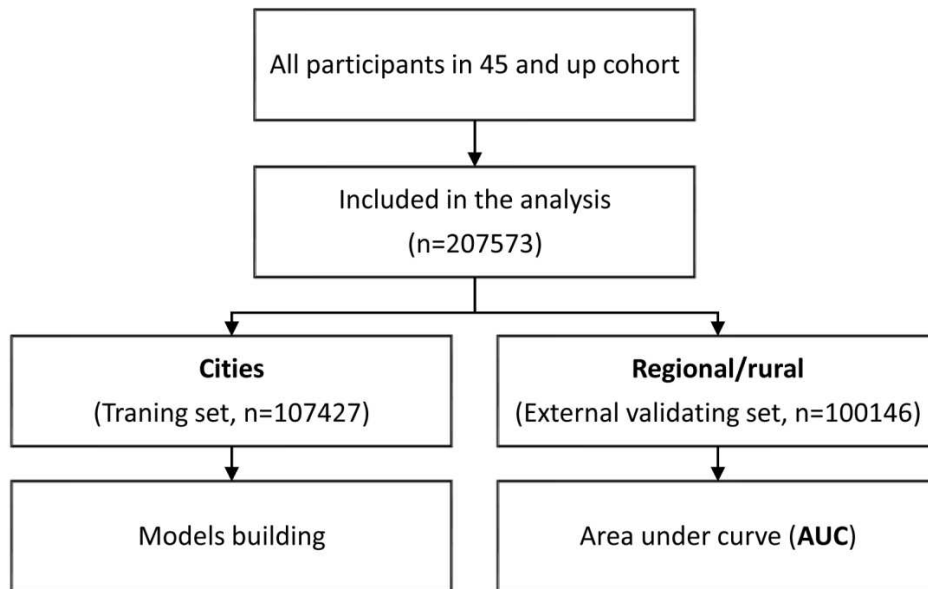 All participants in 45 and up cohort
Included in the analysis
(n=207573)
Cities
(Traning set, n=107427)
Regional/rural
(External validating set, n=100146)
Models building
Area under curve (AUC)